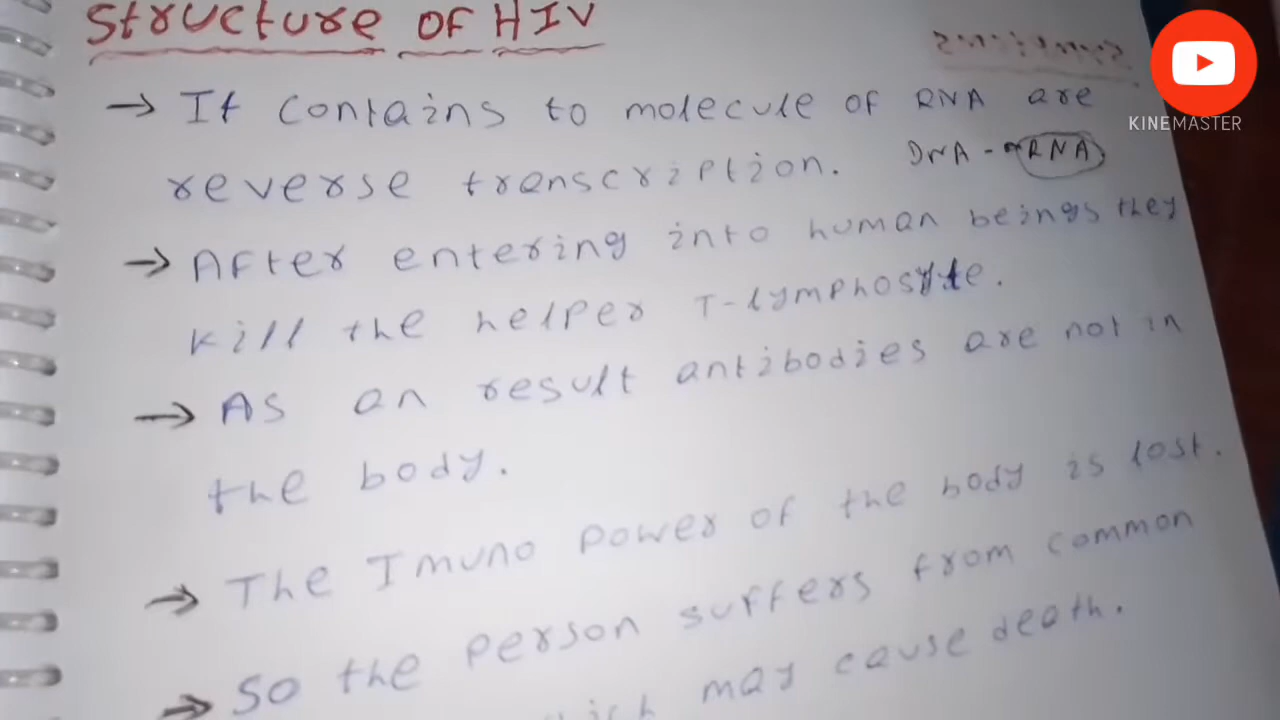 Structure OF HIV
KINEMASTER
→ It contains to molecule of RNA are
reverse transcription. DNA - mRNA
→ After entering into human beings they
kill the helper T-lymphosyte.
→ As an result antibodies are not in
the body.
→ The Imuno power of the body is lost.
→ So the person suffers from common
which may cause death.